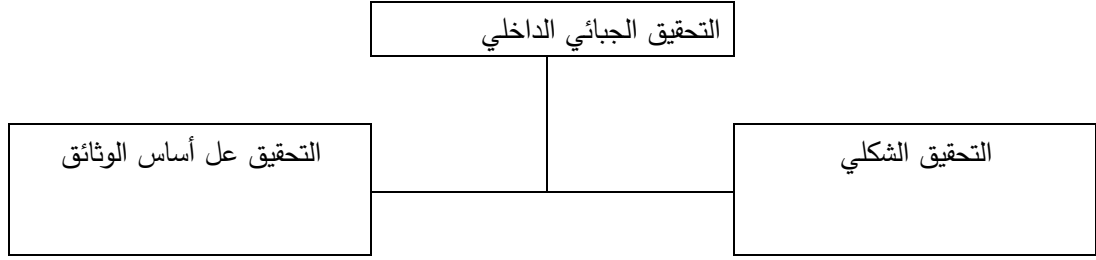 التحقيق الجبائي الداخلي
التحقيق الشكلي
التحقيق عل أساس الوثائق